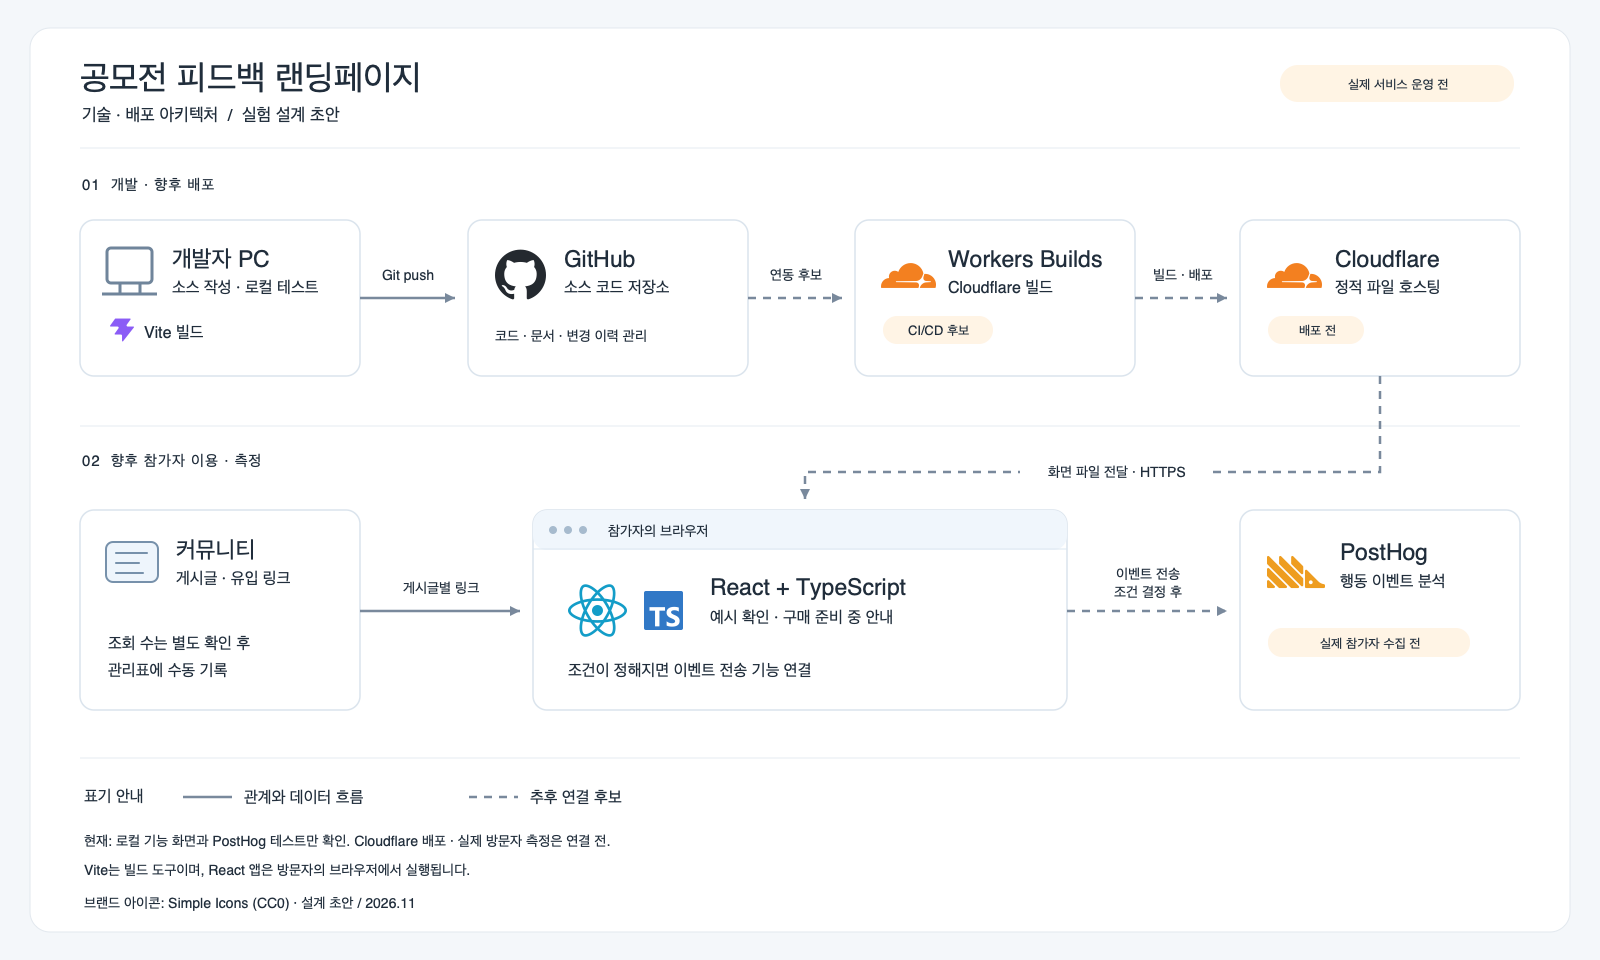 공모전 피드백 랜딩페이지
실제 서비스 운영 전
기술 · 배포 아키텍처 / 실험 설계 초안
01 개발 · 향후 배포
개발자 PC
소스 작성 · 로컬 테스트
Vite 빌드
Git push
GitHub
소스 코드 저장소
코드 · 문서 · 변경 이력 관리
연동 후보
Workers Builds
Cloudflare 빌드
CI/CD 후보
빌드 · 배포
Cloudflare
정적 파일 호스팅
배포 전
02 향후 참가자 이용 · 측정
화면 파일 전달 · HTTPS
커뮤니티
게시글 · 유입 링크
조회 수는 별도 확인 후
관리표에 수동 기록
게시글별 링크
참가자의 브라우저
TS
React + TypeScript
예시 확인 · 구매 준비 중 안내
조건이 정해지면 이벤트 전송 기능 연결
이벤트 전송
조건 결정 후
PostHog
행동 이벤트 분석
실제 참가자 수집 전
표기 안내
관계와 데이터 흐름
추후 연결 후보
현재: 로컬 기능 화면과 PostHog 테스트만 확인. Cloudflare 배포 · 실제 방문자 측정은 연결 전.
Vite는 빌드 도구이며, React 앱은 방문자의 브라우저에서 실행됩니다.
브랜드 아이콘: Simple Icons (CC0) · 설계 초안 / 2026.11